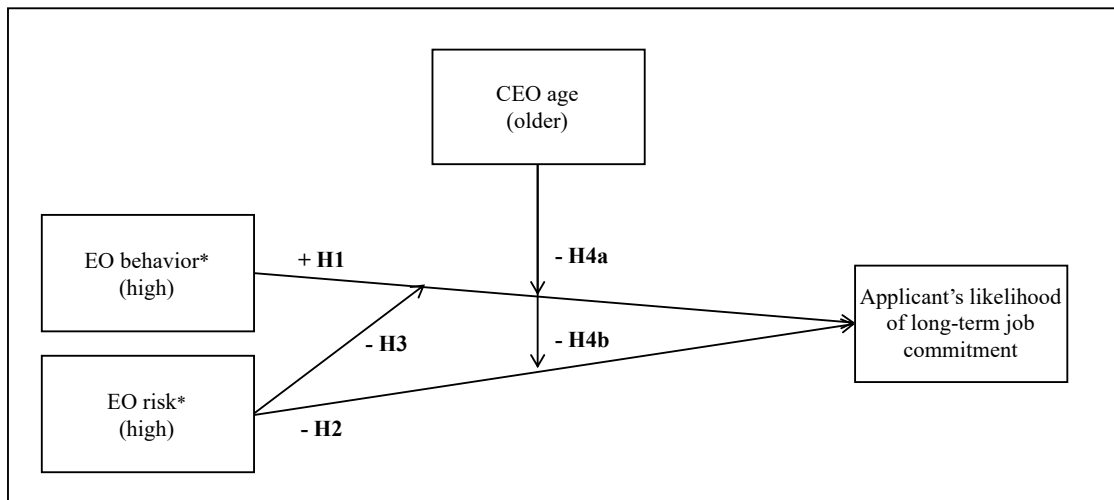 CEO age
(older)
EO behavior*
(high)
+ H1
- H4a
Applicant’s likelihood
of long-term job
commitment
- H3
- H4b
EO risk*
(high)
- H2